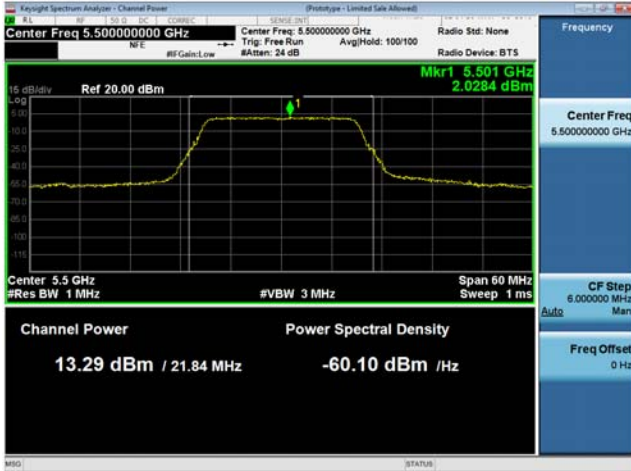 Keysight Spectrum Analyzer - Channel Power (Prototype - Limited Sale Allowed)
RL RF 50 Ω DC CORREC SENSE:INT
Center Freq 5.500000000 GHz
NFE
#IFGain:Low
Center Freq: 5.500000000 GHz
Trig: Free Run Avg|Hold: 100/100
#Atten: 24 dB
Radio Std: None
Radio Device: BTS
Frequency
Mkr1 5.501 GHz
2.0284 dBm
15 dB/div Ref 20.00 dBm
Log
5.00
-10.0
-25.0
-40.0
-55.0
-70.0
-85.0
-100
-115
1
Center 5.5 GHz Span 60 MHz
#Res BW 1 MHz #VBW 3 MHz Sweep 1 ms
Channel Power Power Spectral Density
13.29 dBm / 21.84 MHz -60.10 dBm /Hz
Center Freq
5.500000000 GHz
CF Step
6.000000 MHz
Auto Man
Freq Offset
0 Hz
MSG STATUS